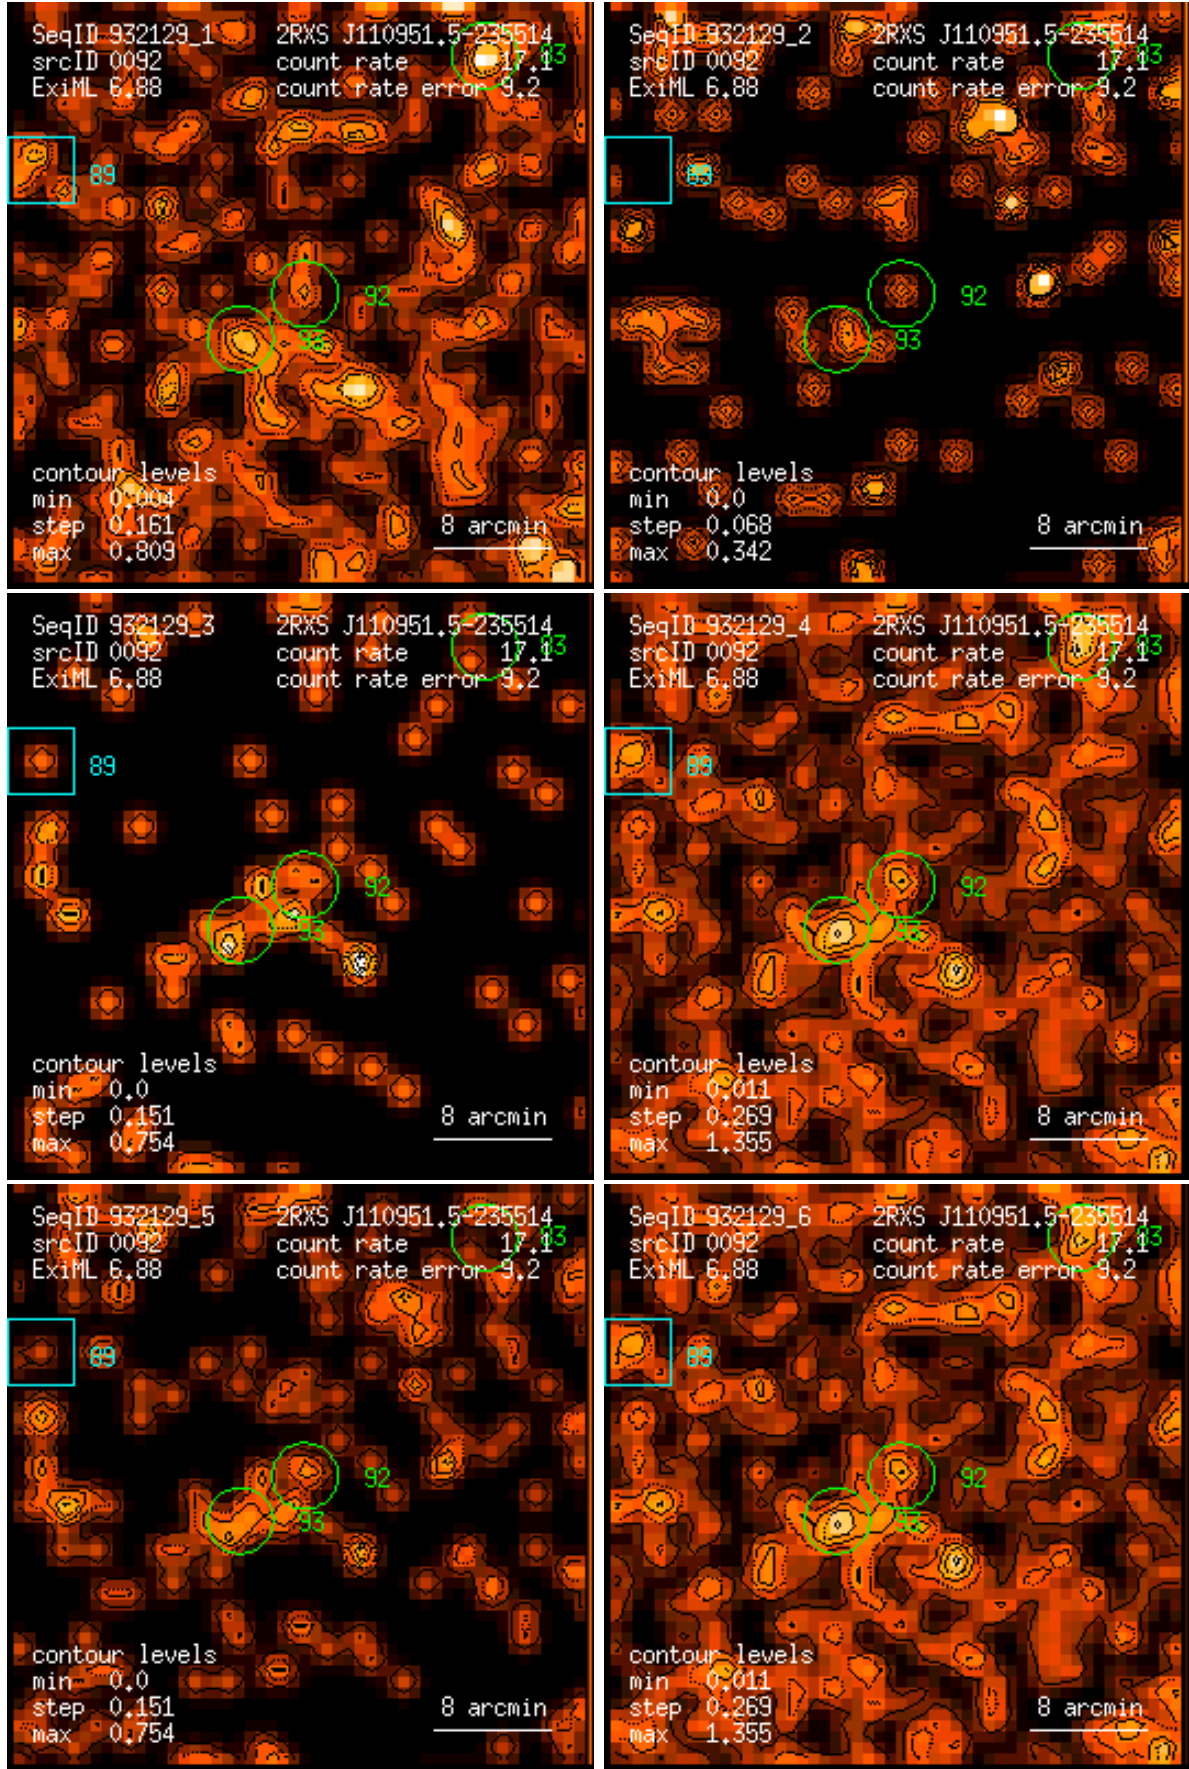 SeqID 932129_1 2RXS J110951.5-235514
srcID 0092 count rate 17.1 93
ExiML 6.88 count rate error 9.2
89
92
93
contour levels
min 0.004
step 0.161
max 0.809
8 arcmin
SeqID 932129_2 2RXS J110951.5-235514
srcID 0092 count rate 17.1 93
ExiML 6.88 count rate error 9.2
89
92
93
contour levels
min 0.0
step 0.068
max 0.342
8 arcmin
SeqID 932129_3 2RXS J110951.5-235514
srcID 0092 count rate 17.1 93
ExiML 6.88 count rate error 9.2
89
92
93
contour levels
min 0.0
step 0.151
max 0.754
8 arcmin
SeqID 932129_4 2RXS J110951.5-235514
srcID 0092 count rate 17.1 93
ExiML 6.88 count rate error 9.2
89
92
93
contour levels
min 0.011
step 0.269
max 1.355
8 arcmin
SeqID 932129_5 2RXS J110951.5-235514
srcID 0092 count rate 17.1 93
ExiML 6.88 count rate error 9.2
89
92
93
contour levels
min 0.0
step 0.151
max 0.754
8 arcmin
SeqID 932129_6 2RXS J110951.5-235514
srcID 0092 count rate 17.1 93
ExiML 6.88 count rate error 9.2
89
92
93
contour levels
min 0.011
step 0.269
max 1.355
8 arcmin